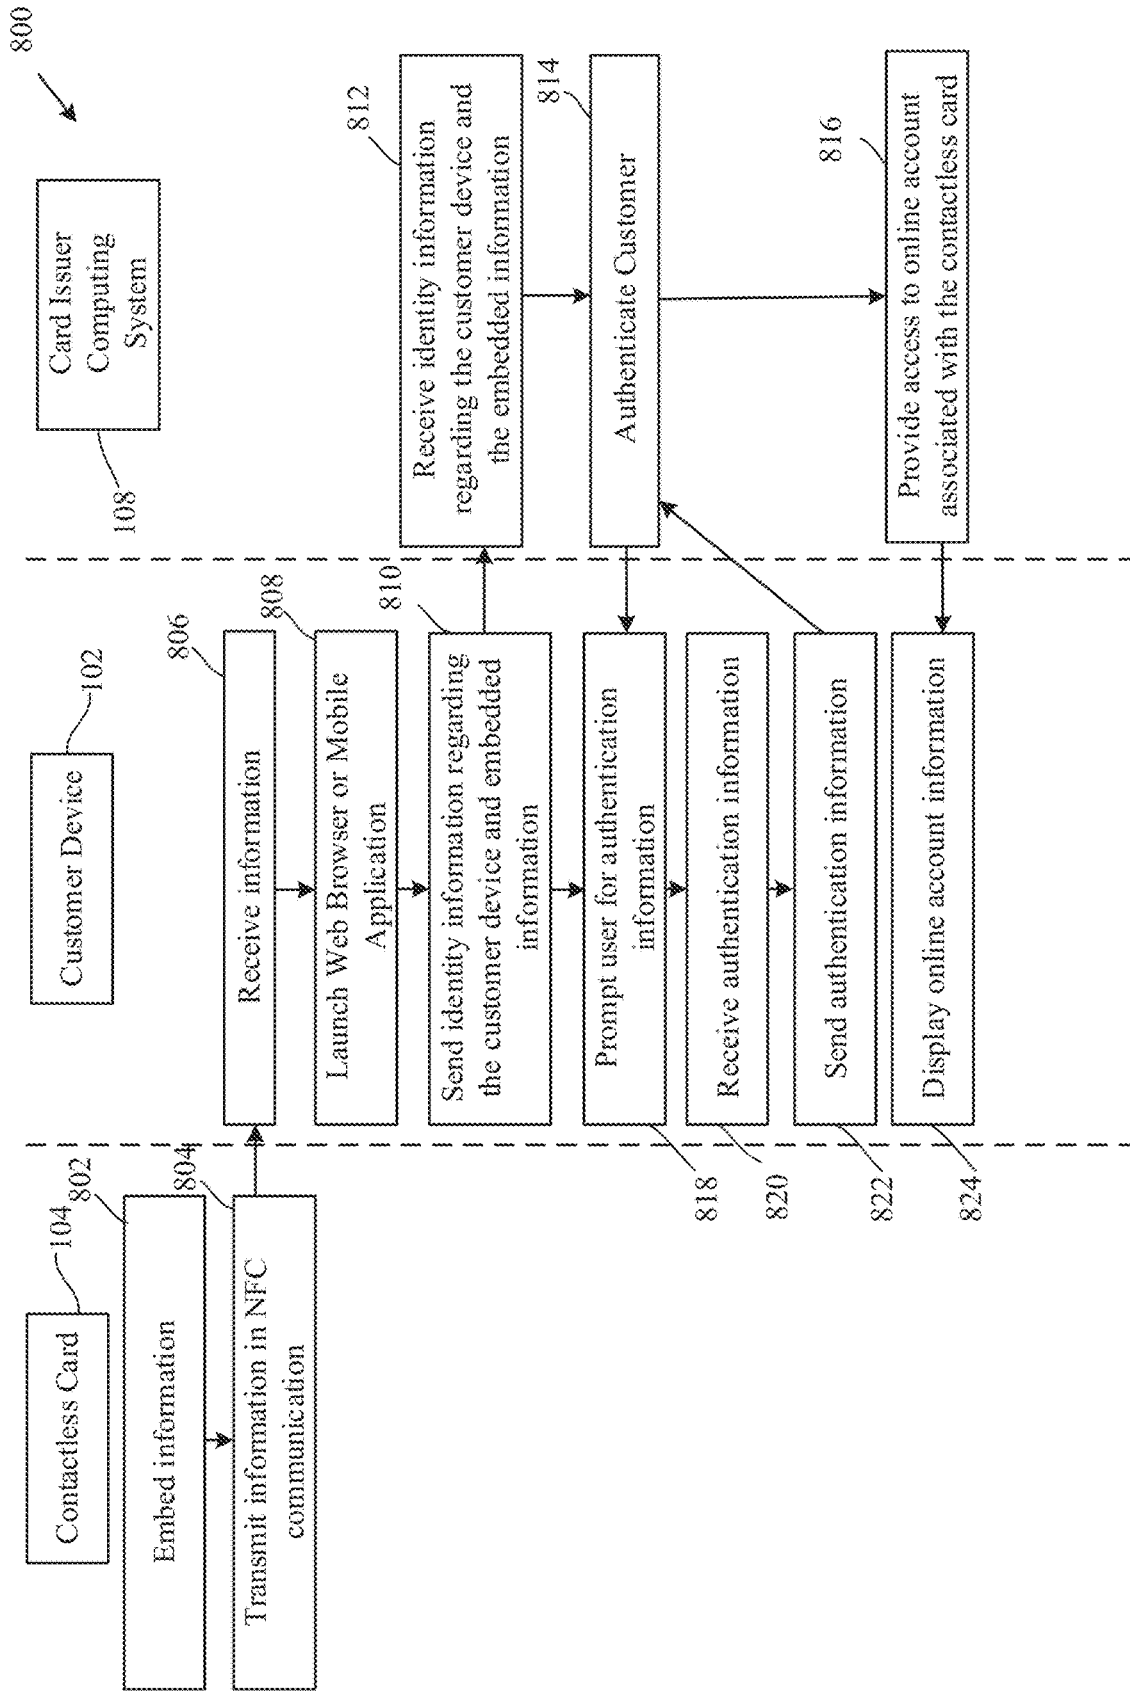 800
Contactless Card
104
Customer Device
102
Card Issuer
Computing
System
108
802
Embed information
804
Transmit information in NFC
communication
806
Receive information
808
Launch Web Browser or Mobile
Application
810
Send identity information regarding
the customer device and embedded
information
812
Receive identity information
regarding the customer device and
the embedded information
814
Authenticate Customer
816
Provide access to online account
associated with the contactless card
Prompt user for authentication
information
818
Receive authentication information
820
Send authentication information
822
Display online account information
824